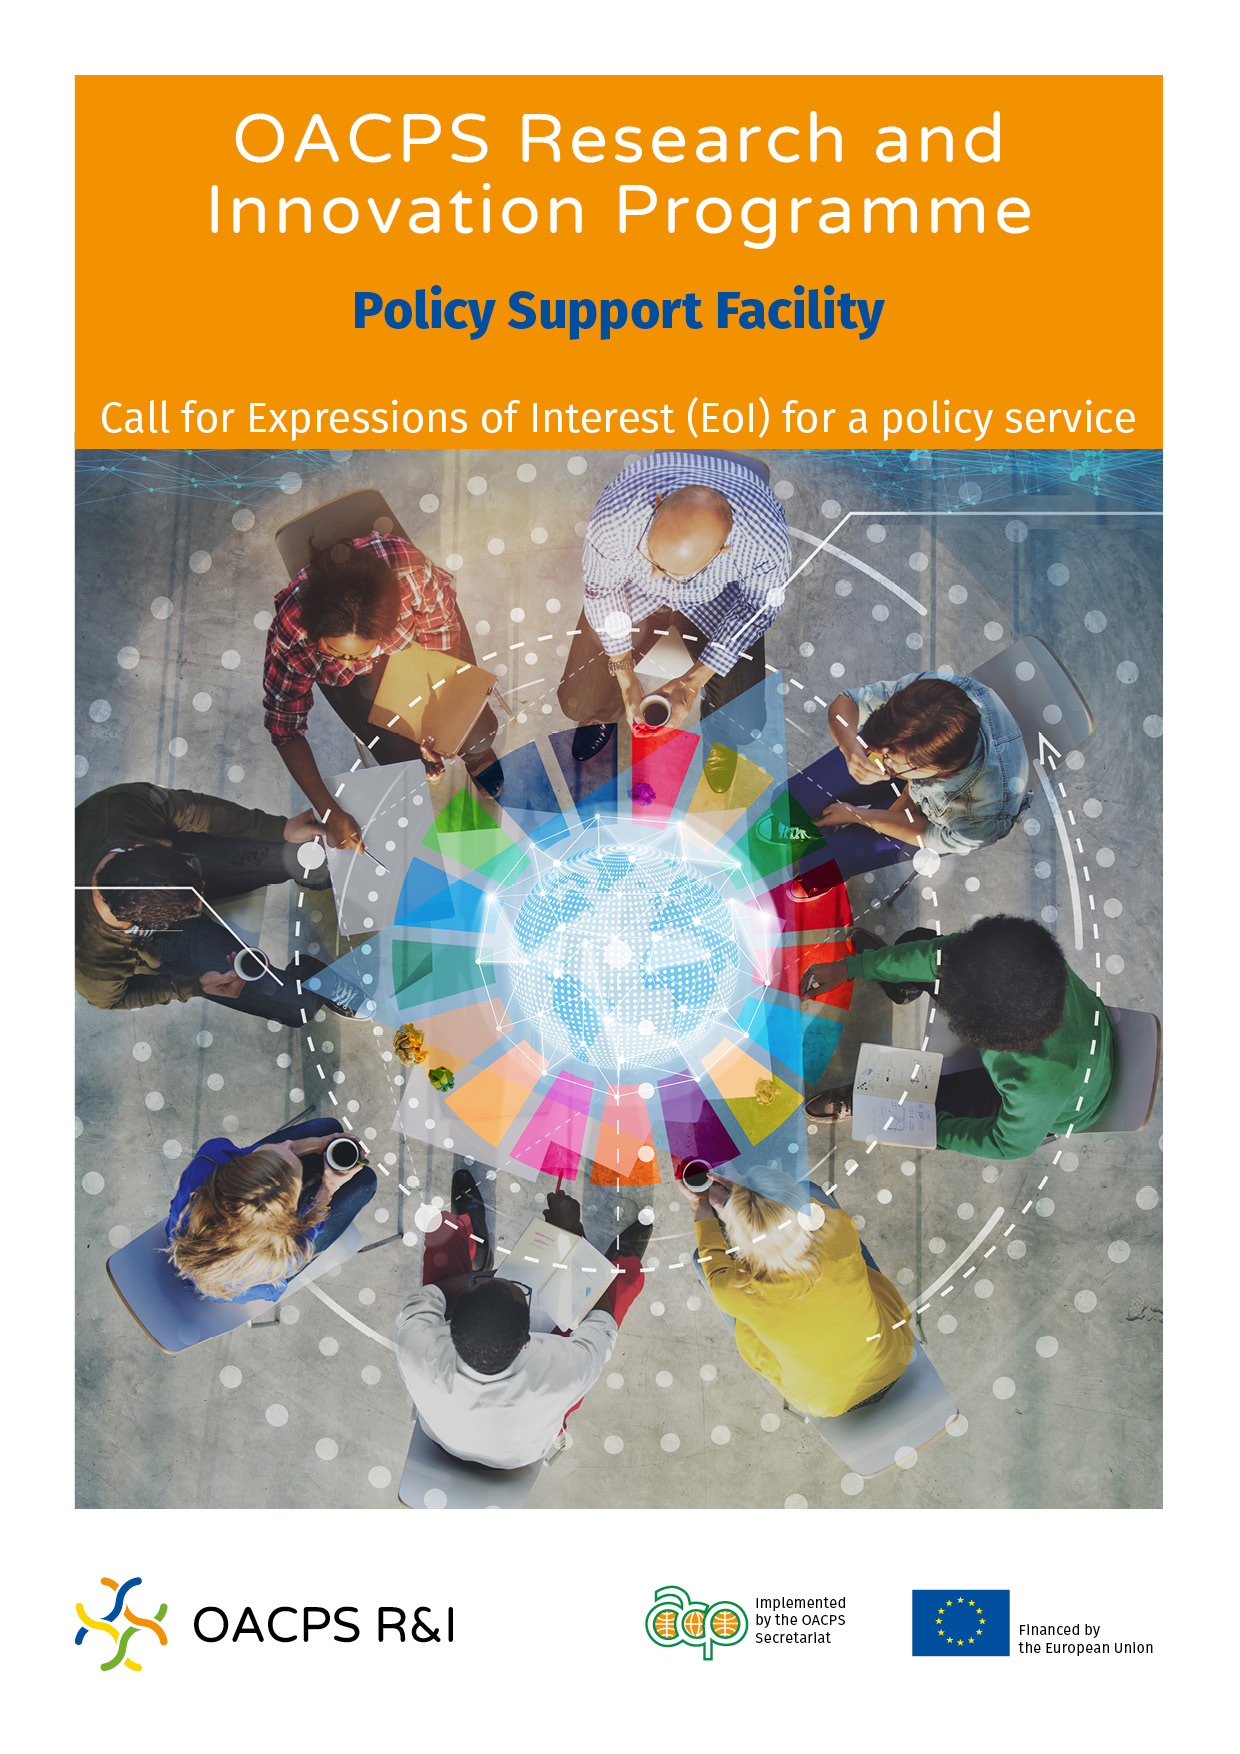 OACPS Research and
Innovation Programme
Policy Support Facility
Call for Expressions of Interest (EoI) for a policy service
OACPS R&I
acp
Implemented
by the OACPS
Secretariat
Financed by
the European Union